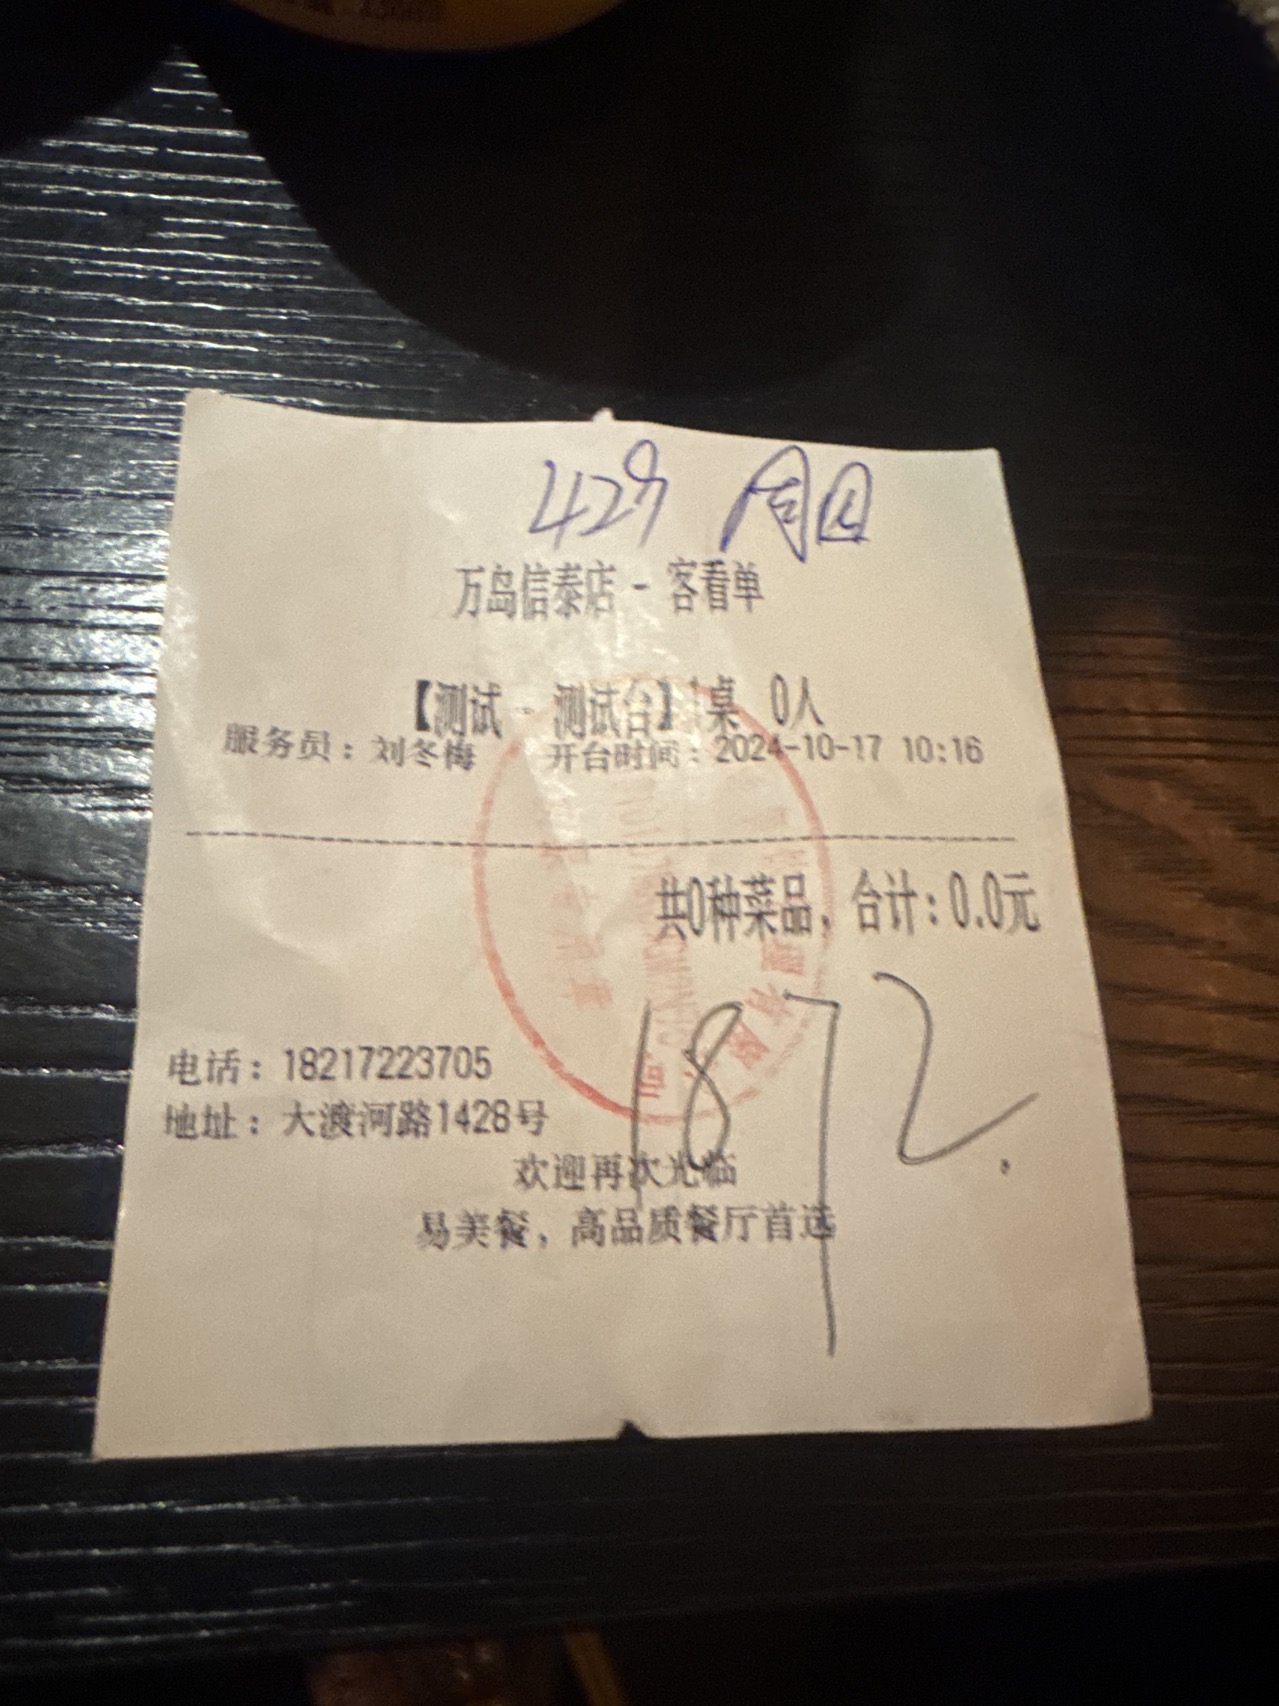 429 周四
万岛信泰店 - 客看单
【测试 - 测试台】1桌 0人
服务员：刘冬梅 开台时间：2024-10-17 10:16
共0种菜品，合计：0.0元
1872.
电话：18217223705
地址：大渡河路1428号
欢迎再次光临
易美餐，高品质餐厅首选